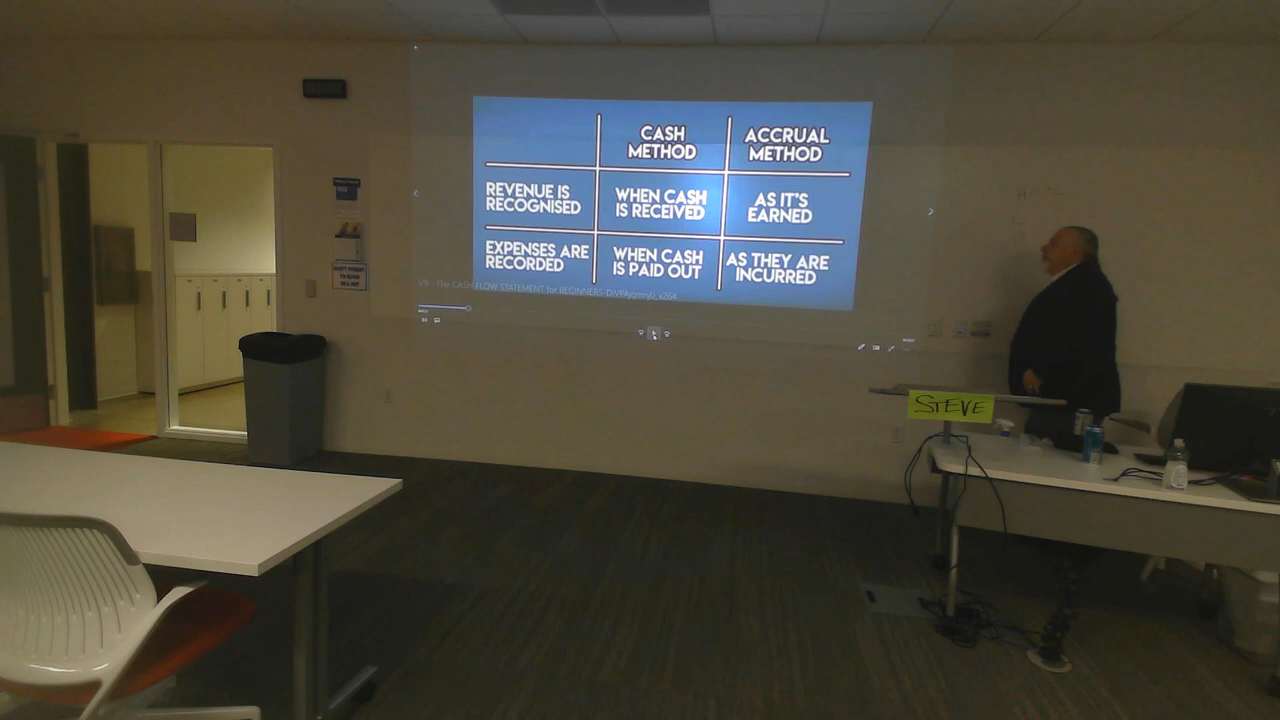 CASH
METHOD
ACCRUAL
METHOD
REVENUE IS
RECOGNISED
WHEN CASH
IS RECEIVED
AS IT'S
EARNED
EXPENSES ARE
RECORDED
WHEN CASH
IS PAID OUT
AS THEY ARE
INCURRED
The CASH FLOW STATEMENT for BEGINNERS
STEVE